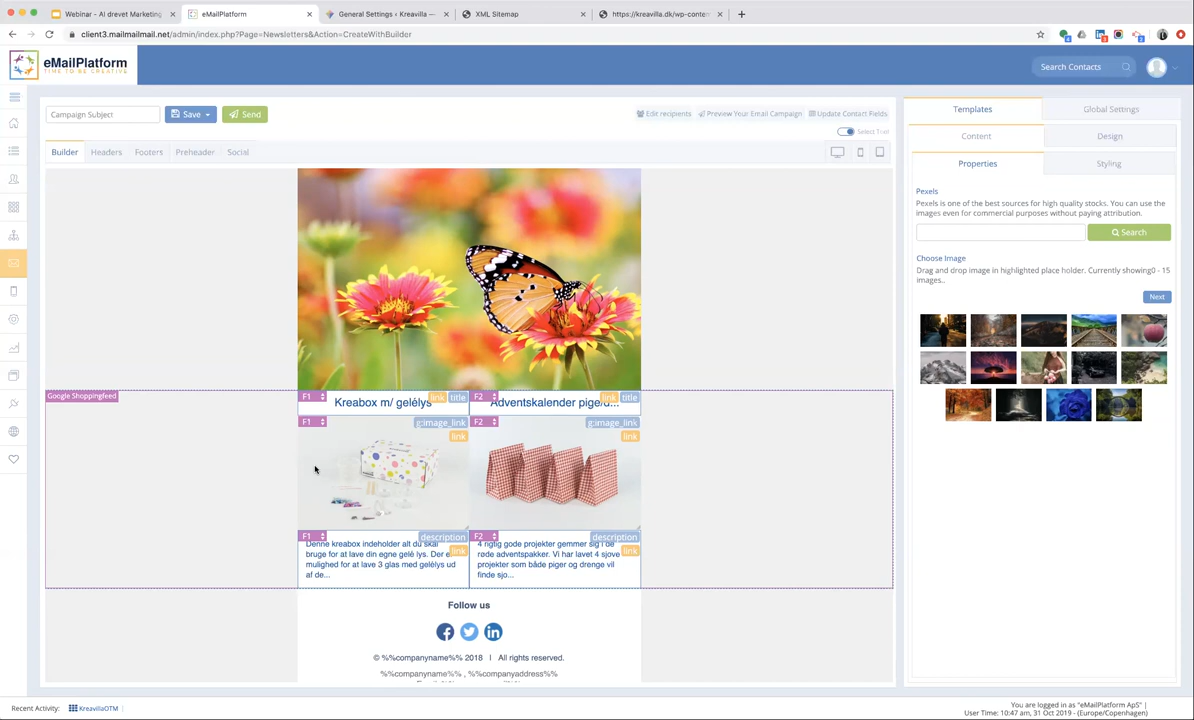 Webinar - AI drevet Marketing
eMailPlatform
General Settings ‹ Kreavilla —
XML Sitemap
https://kreavilla.dk/wp-conten
client3.mailmailmail.net/admin/index.php?Page=Newsletters&Action=CreateWithBuilder
eMailPlatform
TIME TO BE CREATIVE
Search Contacts
Campaign Subject
Save
Send
Edit recipients
Preview Your Email Campaign
Update Contact Fields
Select Trail
Builder
Headers
Footers
Preheader
Social
Templates
Global Settings
Content
Design
Properties
Styling
Pexels
Pexels is one of the best sources for high quality stocks. You can use the
images even for commercial purposes without paying attribution.
Search
Choose Image
Drag and drop image in highlighted place holder. Currently showing0 - 15
images..
Next
Google Shoppingfeed
F1
Kreabox m/ gelélys
link
title
F2
Adventskalender pige/d...
link
title
F1
g:image_link
link
F2
g:image_link
link
F1
description
link
Denne kreabox indeholder alt du skal
bruge for at lave din egne gelé lys. Der e
mulighed for at lave 3 glas med gelélys ud
af de...
F2
description
link
4 rigtig gode projekter gemmer sig i de
røde adventspakker. Vi har lavet 4 sjove
projekter som både piger og drenge vil
finde sjo...
Follow us
© %%companyname%% 2018 I All rights reserved.
%%companyname%% , %%companyaddress%%
Recent Activity:
KreavillaOTM
You are logged in as "eMailPlatform ApS" |
User Time: 10:47 am, 31 Oct 2019 - (Europe/Copenhagen)